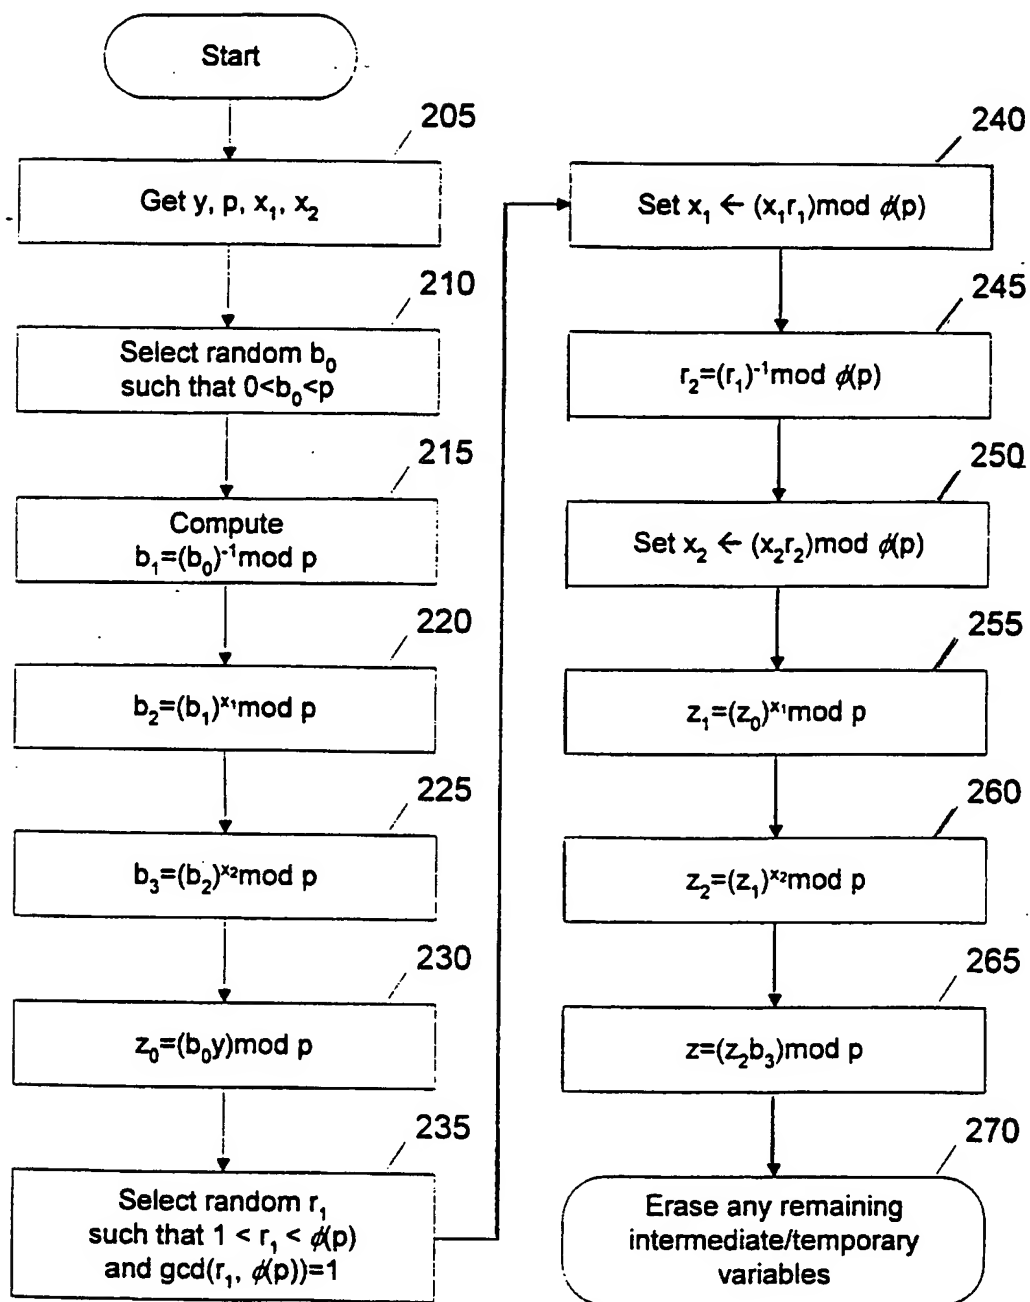 Start
205
Get y, p, x₁, x₂
210
Select random b₀
such that 0<b₀<p
215
Compute
b₁=(b₀)⁻¹mod p
220
b₂=(b₁)ˣ¹mod p
225
b₃=(b₂)ˣ²mod p
230
z₀=(b₀y)mod p
235
Select random r₁
such that 1 < r₁ < ϕ(p)
and gcd(r₁, ϕ(p))=1
240
Set x₁ ← (x₁r₁)mod ϕ(p)
245
r₂=(r₁)⁻¹mod ϕ(p)
250
Set x₂ ← (x₂r₂)mod ϕ(p)
255
z₁=(z₀)ˣ¹mod p
260
z₂=(z₁)ˣ²mod p
265
z=(z₂b₃)mod p
270
Erase any remaining
intermediate/temporary
variables